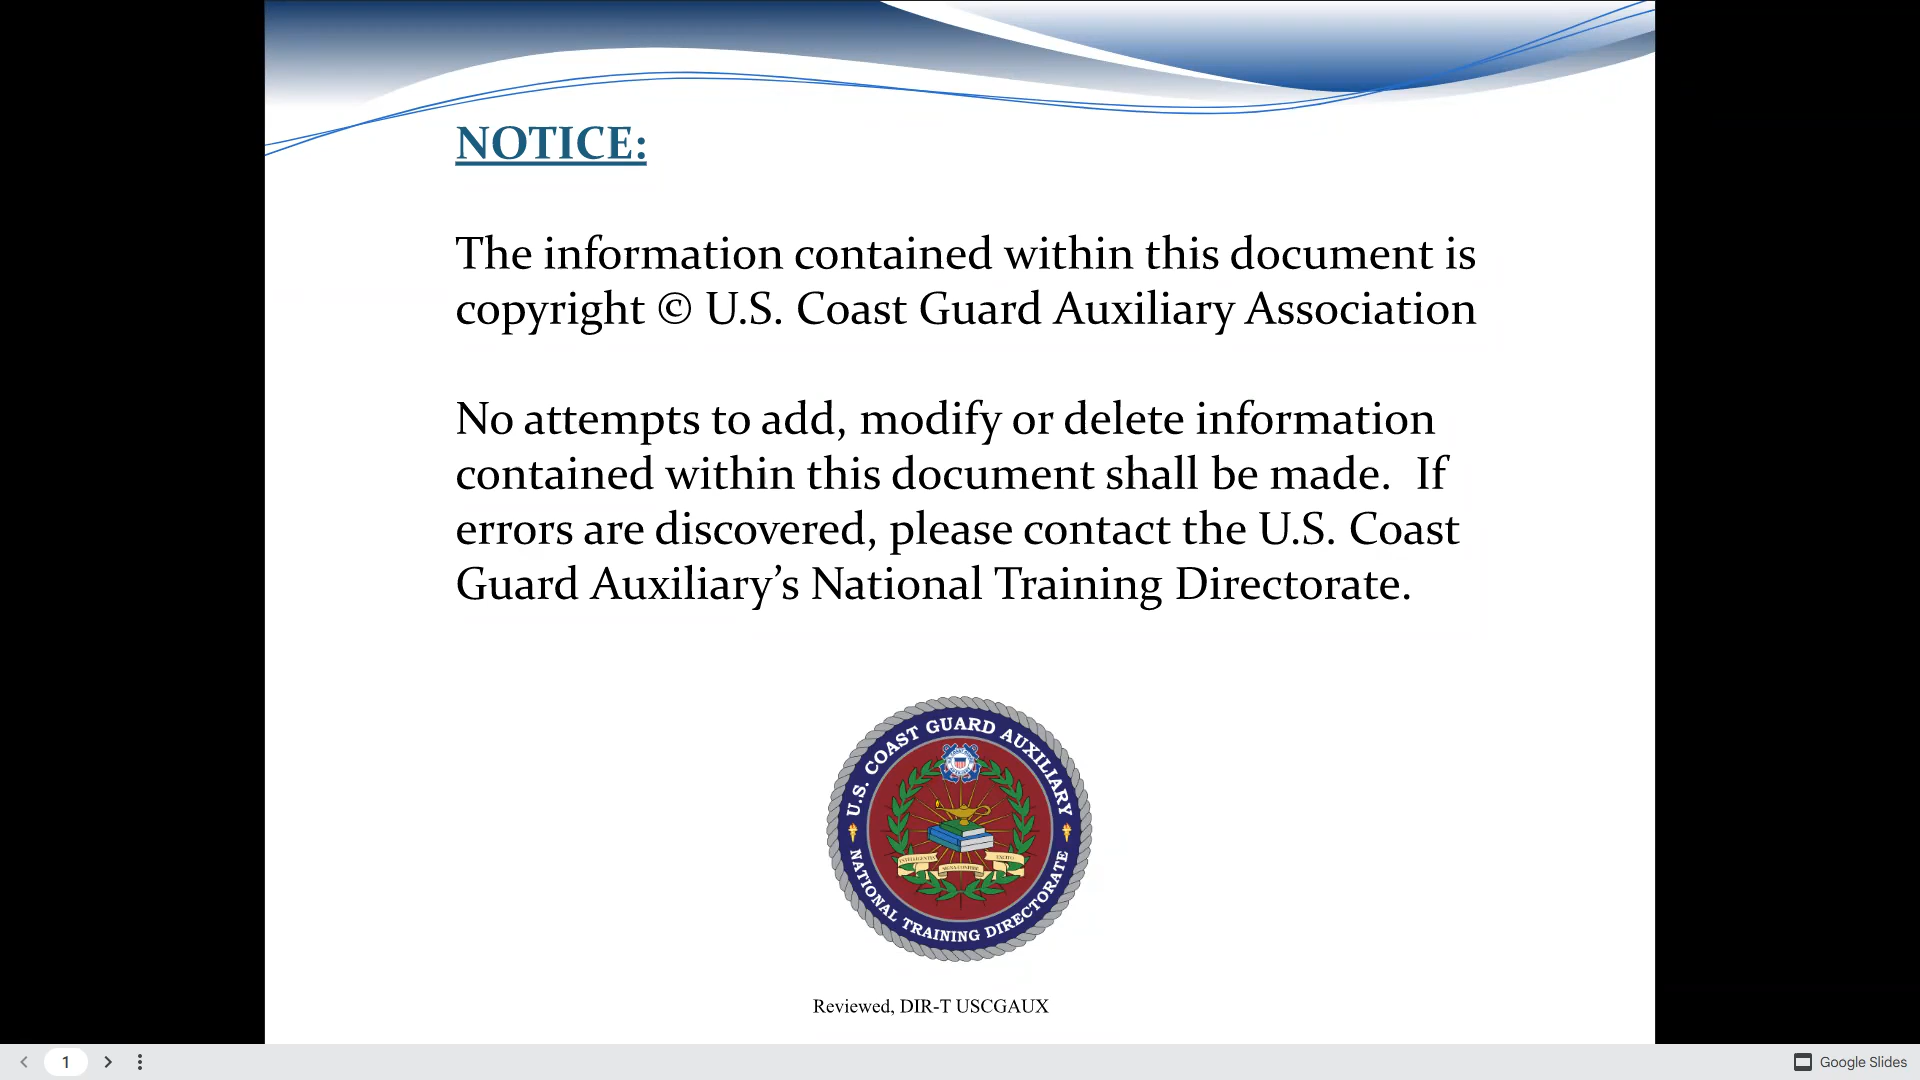 NOTICE:
The information contained within this document is
copyright © U.S. Coast Guard Auxiliary Association
No attempts to add, modify or delete information
contained within this document shall be made.  If
errors are discovered, please contact the U.S. Coast
Guard Auxiliary’s National Training Directorate.
U.S. COAST GUARD AUXILIARY
NATIONAL TRAINING DIRECTORATE
Reviewed, DIR-T USCGAUX
1
Google Slides